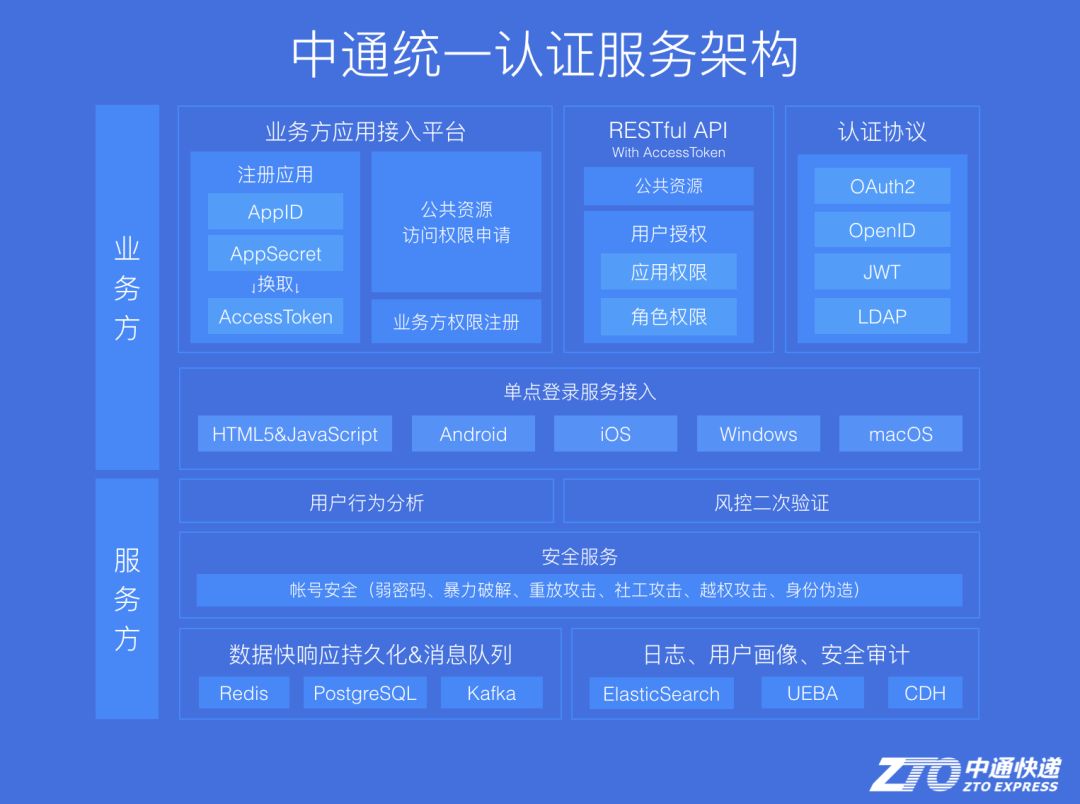 中通统一认证服务架构
业务方
业务方应用接入平台
注册应用
AppID
AppSecret
↓换取↓
AccessToken
公共资源
访问权限申请
业务方权限注册
RESTful API
With AccessToken
公共资源
用户授权
应用权限
角色权限
认证协议
OAuth2
OpenID
JWT
LDAP
单点登录服务接入
HTML5&JavaScript
Android
iOS
Windows
macOS
服务方
用户行为分析
风控二次验证
安全服务
帐号安全（弱密码、暴力破解、重放攻击、社工攻击、越权攻击、身份伪造）
数据快响应持久化&消息队列
Redis
PostgreSQL
Kafka
日志、用户画像、安全审计
ElasticSearch
UEBA
CDH
ZTO 中通快递
ZTO EXPRESS